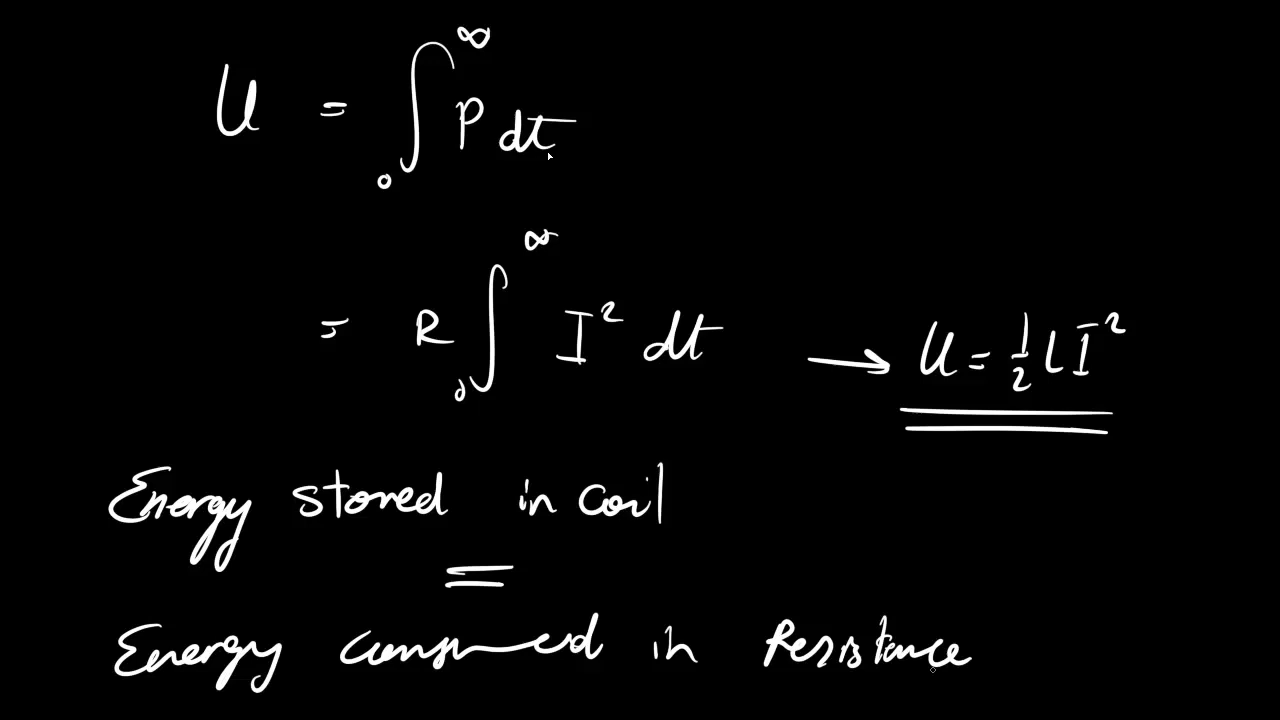 U = ∫₀^∞ P dt
= R ∫₀^∞ I² dt → U = ½ L I²
Energy stored in coil
=
Energy consumed in Resistance